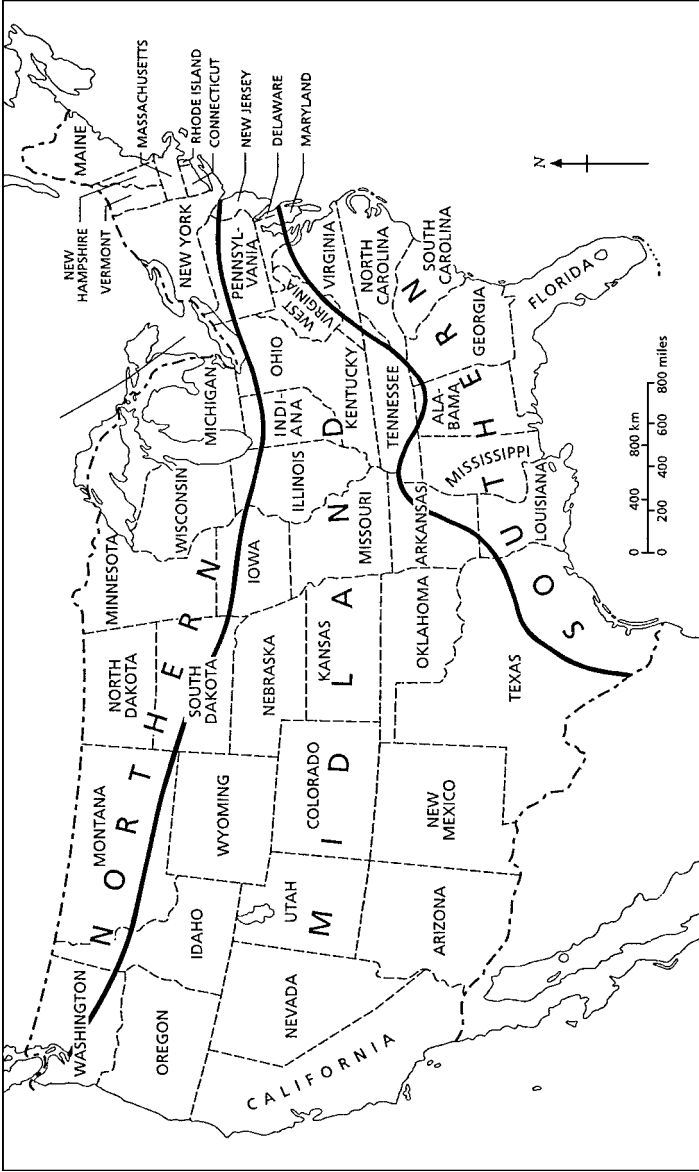 WASHINGTON
OREGON
CALIFORNIA
NEVADA
IDAHO
MONTANA
WYOMING
UTAH
ARIZONA
COLORADO
NEW
MEXICO
NORTH
DAKOTA
SOUTH
DAKOTA
NEBRASKA
KANSAS
OKLAHOMA
TEXAS
MINNESOTA
IOWA
MISSOURI
ARKANSAS
LOUISIANA
WISCONSIN
ILLINOIS
MICHIGAN
INDI-
ANA
OHIO
KENTUCKY
TENNESSEE
MISSISSIPPI
ALA-
BAMA
GEORGIA
FLORIDA
SOUTH
CAROLINA
NORTH
CAROLINA
VIRGINIA
WEST
VIRGINIA
PENNSYL-
VANIA
NEW YORK
NEW
HAMPSHIRE
VERMONT
MAINE
MASSACHUSETTS
RHODE ISLAND
CONNECTICUT
NEW JERSEY
DELAWARE
MARYLAND
NORTHERN
MIDLAND
SOUTHERN
N
0 400 800 km
0 200 400 600 800 miles